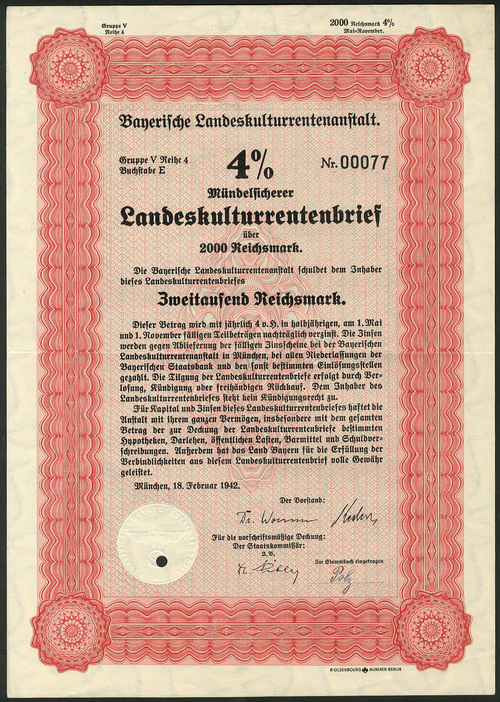 Gruppe V
Reihe 4
2000 Reichsmark 4%
Mai-November.
Bayerische Landeskulturrentenanstalt.
Gruppe V Reihe 4
Buchstabe E
4%
Nr. 00077
Mündelsicherer
Landeskulturrentenbrief
über
2000 Reichsmark.
Die Bayerische Landeskulturrentenanstalt schuldet dem Inhaber
dieses Landeskulturrentenbriefes
Zweitausend Reichsmark.
Dieser Betrag wird mit jährlich 4 v.H. in halbjährigen, am 1. Mai
und 1. November fälligen Teilbeträgen nachträglich verzinst. Die Zinsen
werden gegen Ablieferung der fälligen Zinsscheine bei der Bayerischen
Landeskulturrentenanstalt in München, bei allen Niederlassungen der
Bayerischen Staatsbank und den sonst bestimmten Einlösungsstellen
gezahlt. Die Tilgung der Landeskulturrentenbriefe erfolgt durch Ver-
losung, Kündigung oder freihändigen Rückkauf. Dem Inhaber des
Landeskulturrentenbriefes steht kein Kündigungsrecht zu.
Für Kapital und Zinsen dieses Landeskulturrentenbriefes haftet die
Anstalt mit ihrem ganzen Vermögen, insbesondere mit dem gesamten
Betrag der zur Deckung der Landeskulturrentenbriefe bestimmten
Hypotheken, Darlehen, öffentlichen Lasten, Barmittel und Schuldver-
schreibungen. Außerdem hat das Land Bayern für die Erfüllung der
Verbindlichkeiten aus diesem Landeskulturrentenbrief volle Gewähr
geleistet.
München, 18. Februar 1942.
Der Vorstand:
Für die vorschriftsmäßige Deckung:
Der Staatskommissär:
I.V.
Im Stammbuch eingetragen
R·OLDENBOURG MÜNCHEN-BERLIN